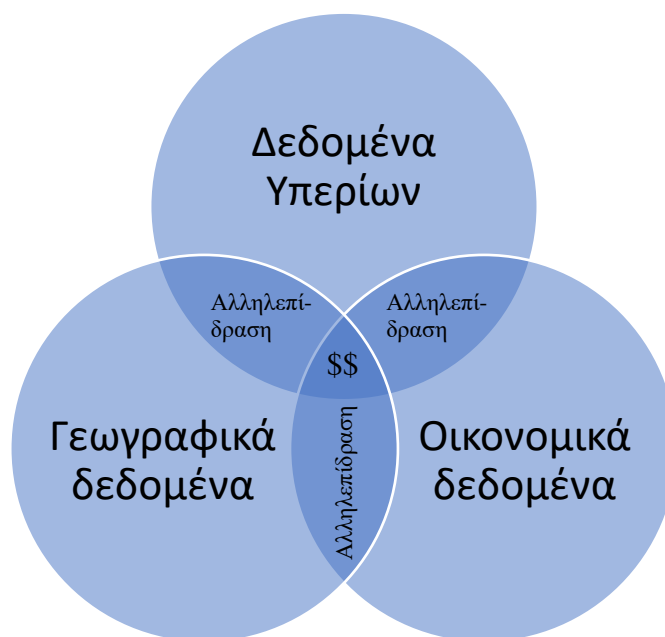 Δεδομένα
Υπερίων
Αλληλεπί-
δραση
Αλληλεπί-
δραση
$$
Γεωγραφικά
δεδομένα
Αλληλεπίδραση
Οικονομικά
δεδομένα